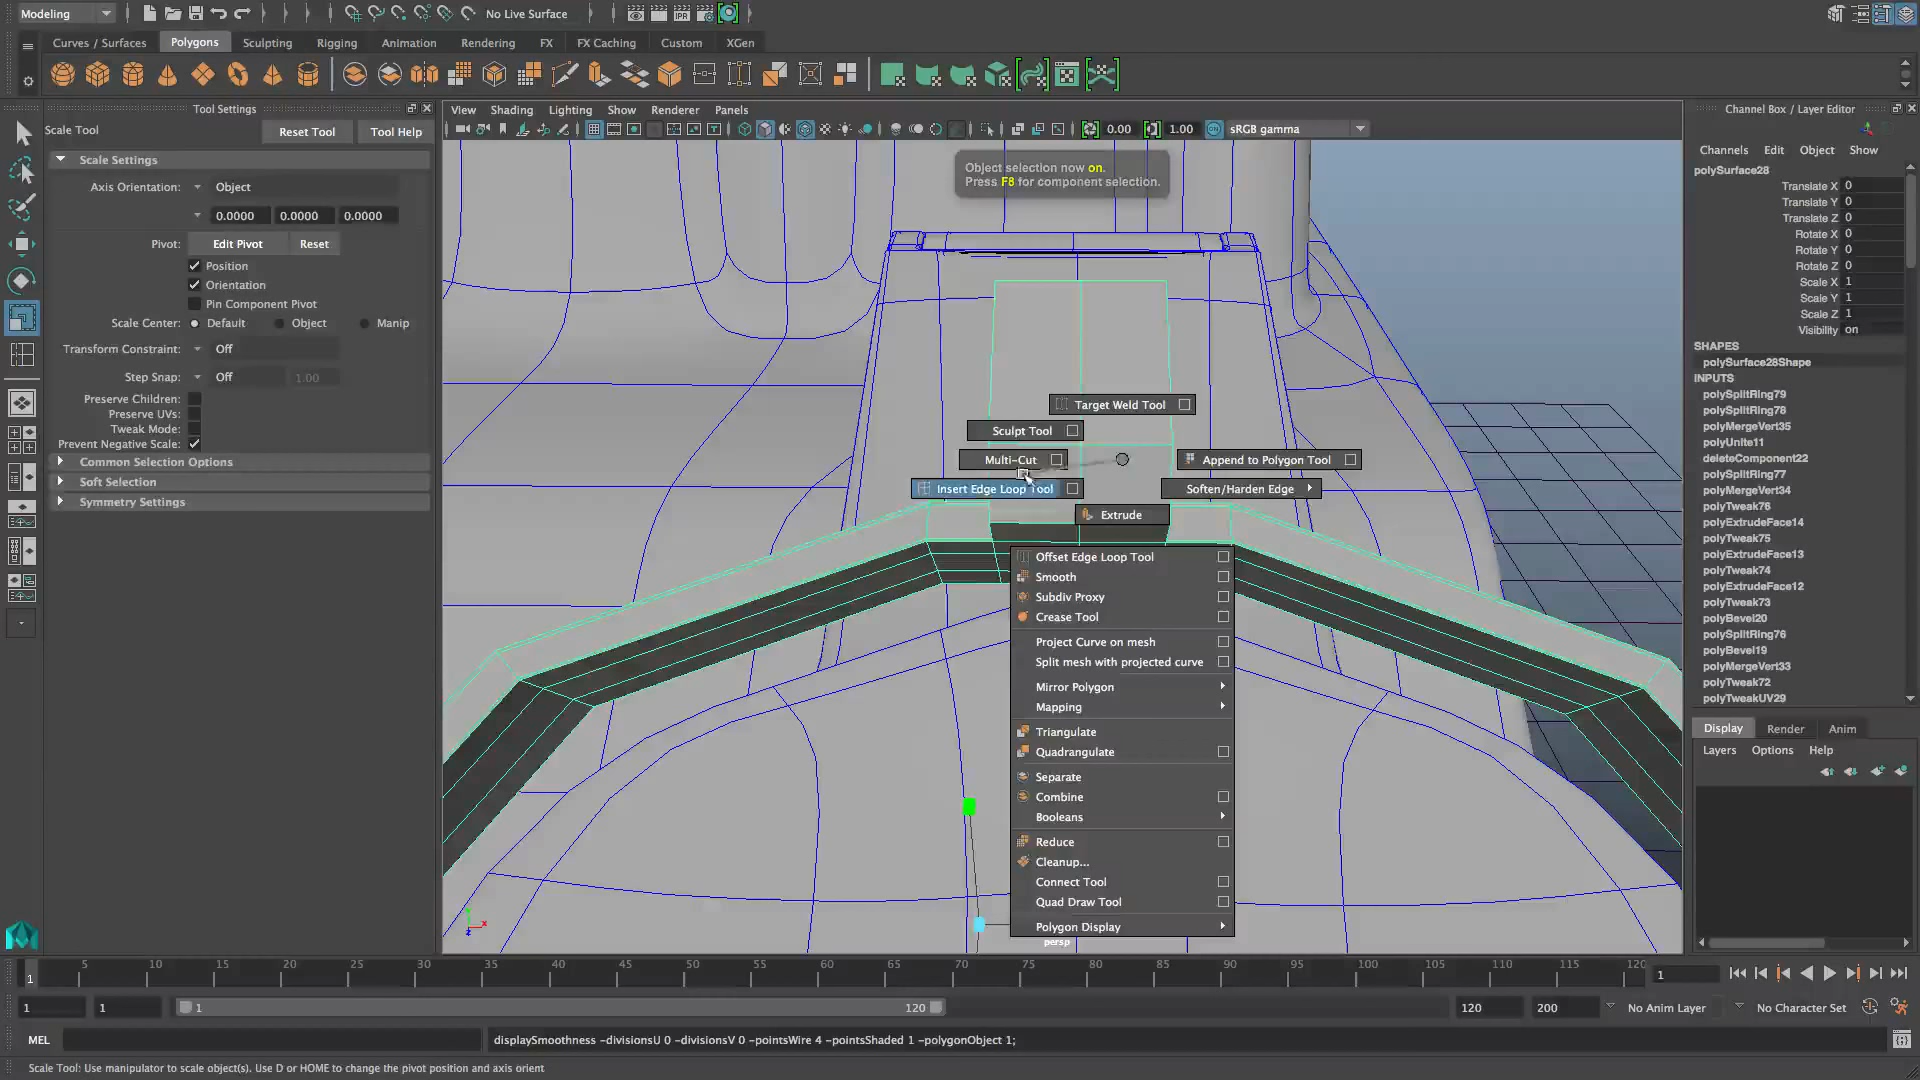 Modeling
No Live Surface
Curves / Surfaces Polygons Sculpting Rigging Animation Rendering FX FX Caching Custom XGen
Tool Settings
Scale Tool Reset Tool Tool Help
Scale Settings
Axis Orientation: Object
0.0000 0.0000 0.0000
Pivot: Edit Pivot Reset
Position
Orientation
Pin Component Pivot
Scale Center: Default Object Manip
Transform Constraint: Off
Step Snap: Off 1.00
Preserve Children:
Preserve UVs:
Tweak Mode:
Prevent Negative Scale:
Common Selection Options
Soft Selection
Symmetry Settings
View Shading Lighting Show Renderer Panels
0.00 1.00 sRGB gamma
Object selection now on.
Press F8 for component selection.
Target Weld Tool
Sculpt Tool
Multi-Cut
Append to Polygon Tool
Insert Edge Loop Tool
Soften/Harden Edge
Extrude
Offset Edge Loop Tool
Smooth
Subdiv Proxy
Crease Tool
Project Curve on mesh
Split mesh with projected curve
Mirror Polygon
Mapping
Triangulate
Quadrangulate
Separate
Combine
Booleans
Reduce
Cleanup...
Connect Tool
Quad Draw Tool
Polygon Display
persp
Channel Box / Layer Editor
Channels Edit Object Show
polySurface28
Translate X 0
Translate Y 0
Translate Z 0
Rotate X 0
Rotate Y 0
Rotate Z 0
Scale X 1
Scale Y 1
Scale Z 1
Visibility on
SHAPES
polySurface28Shape
INPUTS
polySplitRing79
polySplitRing78
polyMergeVert35
polyUnite11
deleteComponent22
polySplitRing77
polyMergeVert34
polyTweak76
polyExtrudeFace14
polyTweak75
polyExtrudeFace13
polyTweak74
polyExtrudeFace12
polyTweak73
polyBevel20
polySplitRing76
polyBevel19
polyMergeVert33
polyTweak72
polyTweakUV29
Display Render Anim
Layers Options Help
1 5 10 15 20 25 30 35 40 45 50 55 60 65 70 75 80 85 90 95 100 105 110 115 120 1
1 1 1 120 120 200 No Anim Layer No Character Set
MEL displaySmoothness -divisionsU 0 -divisionsV 0 -pointsWire 4 -pointsShaded 1 -polygonObject 1;
Scale Tool: Use manipulator to scale object(s). Use D or HOME to change the pivot position and axis orientation